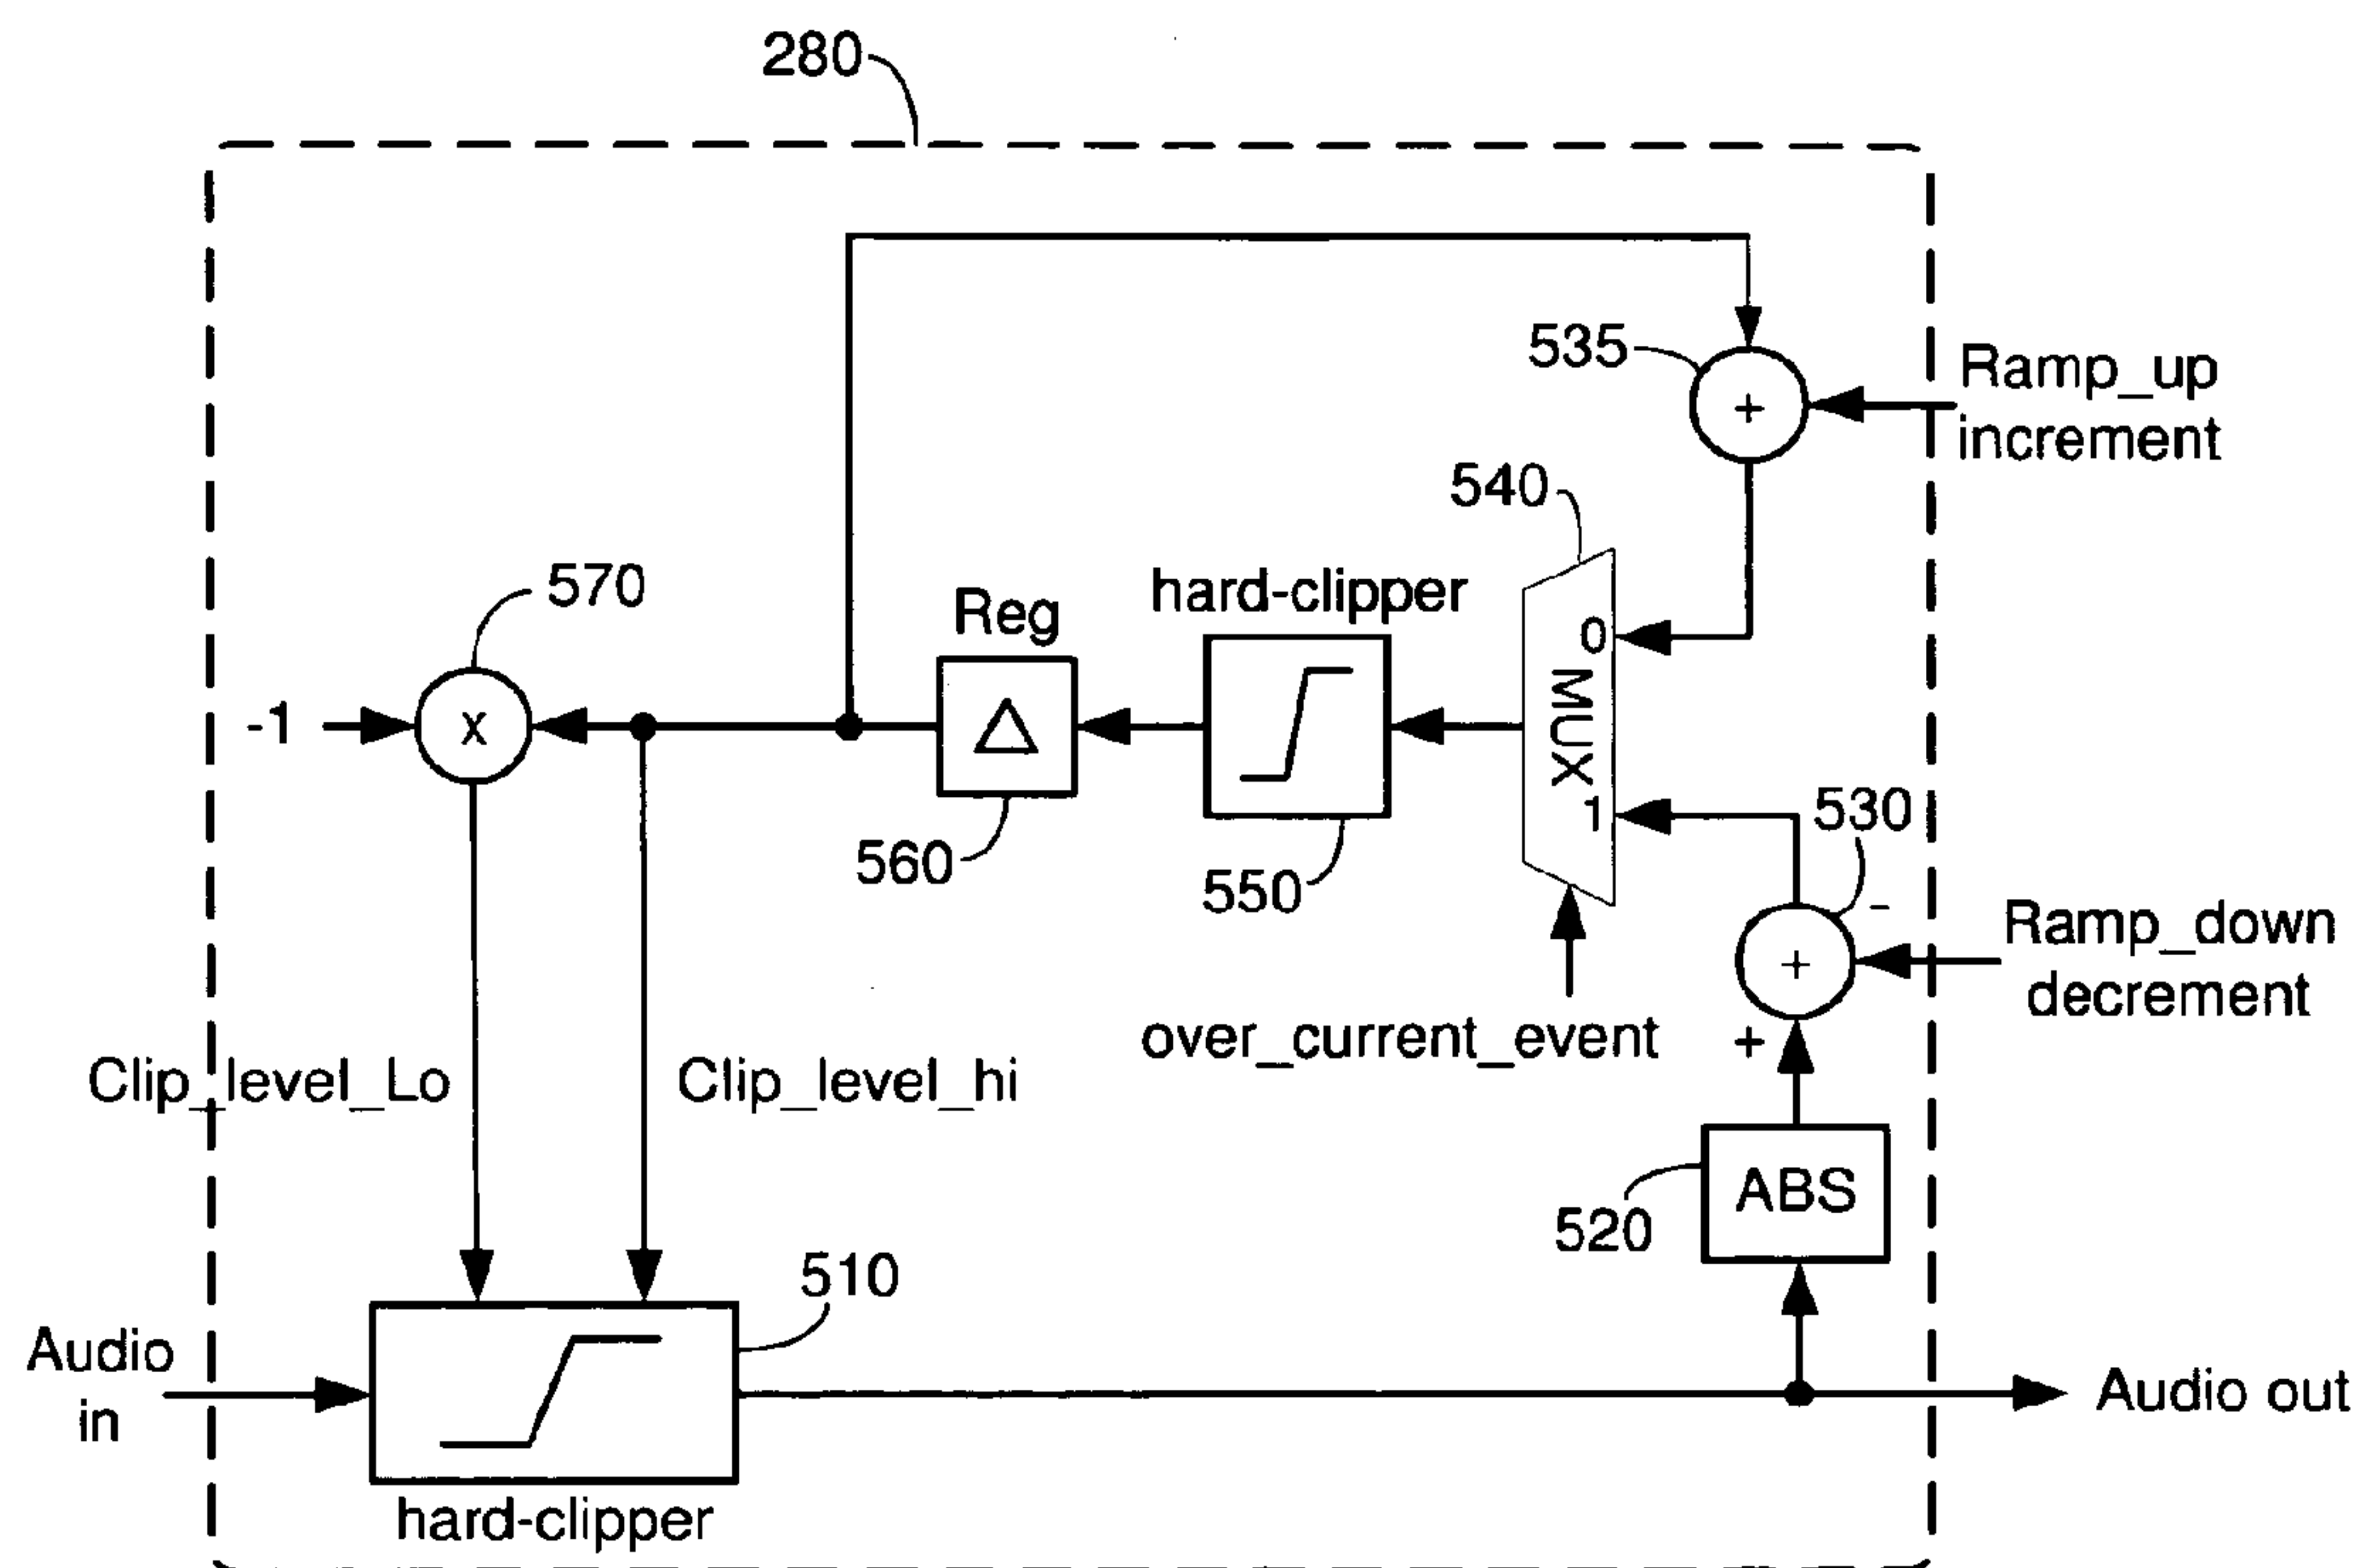 280
535
Ramp_up
increment
+
540
570
Reg
hard-clipper
0
MUX
1
-1
x
Δ
530
560
550
-
Ramp_down
decrement
+
+
over_current_event
Clip_level_Lo
Clip_level_hi
ABS
520
510
Audio
in
Audio out
hard-clipper